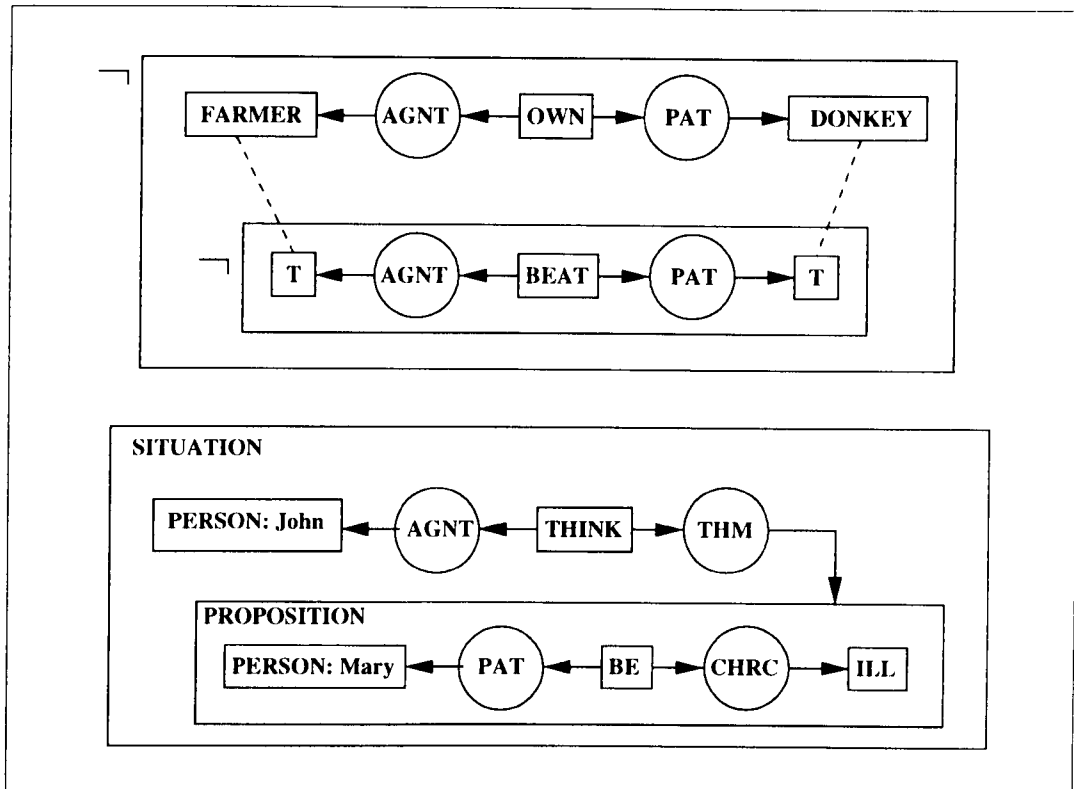 ¬
FARMER AGNT OWN PAT DONKEY
¬ T AGNT BEAT PAT T
SITUATION
PERSON: John AGNT THINK THM
PROPOSITION
PERSON: Mary PAT BE CHRC ILL